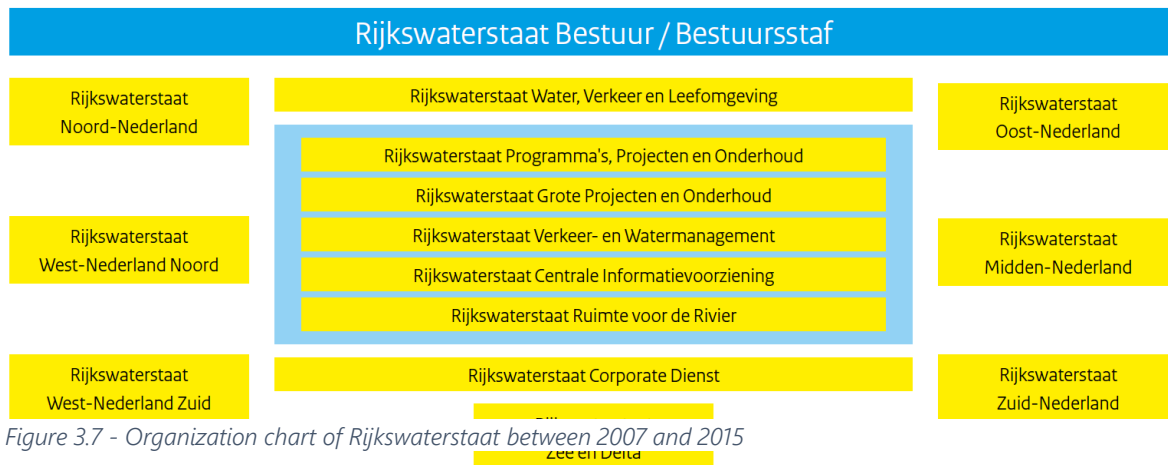 Rijkswaterstaat Bestuur / Bestuursstaf
Rijkswaterstaat
Noord-Nederland
Rijkswaterstaat Water, Verkeer en Leefomgeving
Rijkswaterstaat
Oost-Nederland
Rijkswaterstaat Programma's, Projecten en Onderhoud
Rijkswaterstaat Grote Projecten en Onderhoud
Rijkswaterstaat
West-Nederland Noord
Rijkswaterstaat Verkeer- en Watermanagement
Rijkswaterstaat
Midden-Nederland
Rijkswaterstaat Centrale Informatievoorziening
Rijkswaterstaat Ruimte voor de Rivier
Rijkswaterstaat
West-Nederland Zuid
Rijkswaterstaat Corporate Dienst
Rijkswaterstaat
Zuid-Nederland
Figure 3.7 - Organization chart of Rijkswaterstaat between 2007 and 2015
Zee en Delta